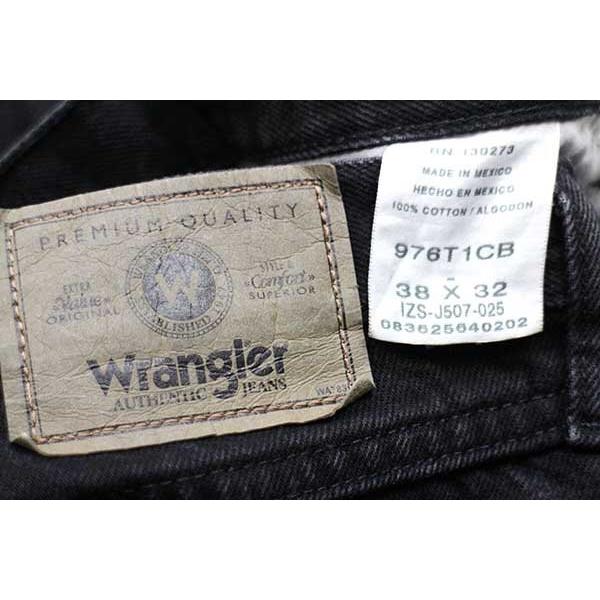 PREMIUM QUALITY
EXTRA
Value
ORIGINAL
W
ESTABLISHED
STYLE &
Comfort
SUPERIOR
Wrangler
AUTHENTIC JEANS
RN 130273
MADE IN MEXICO
HECHO EN MEXICO
100% COTTON / ALGODON
976T1CB
-
38 X 32
IZS-J507-025
083625640202